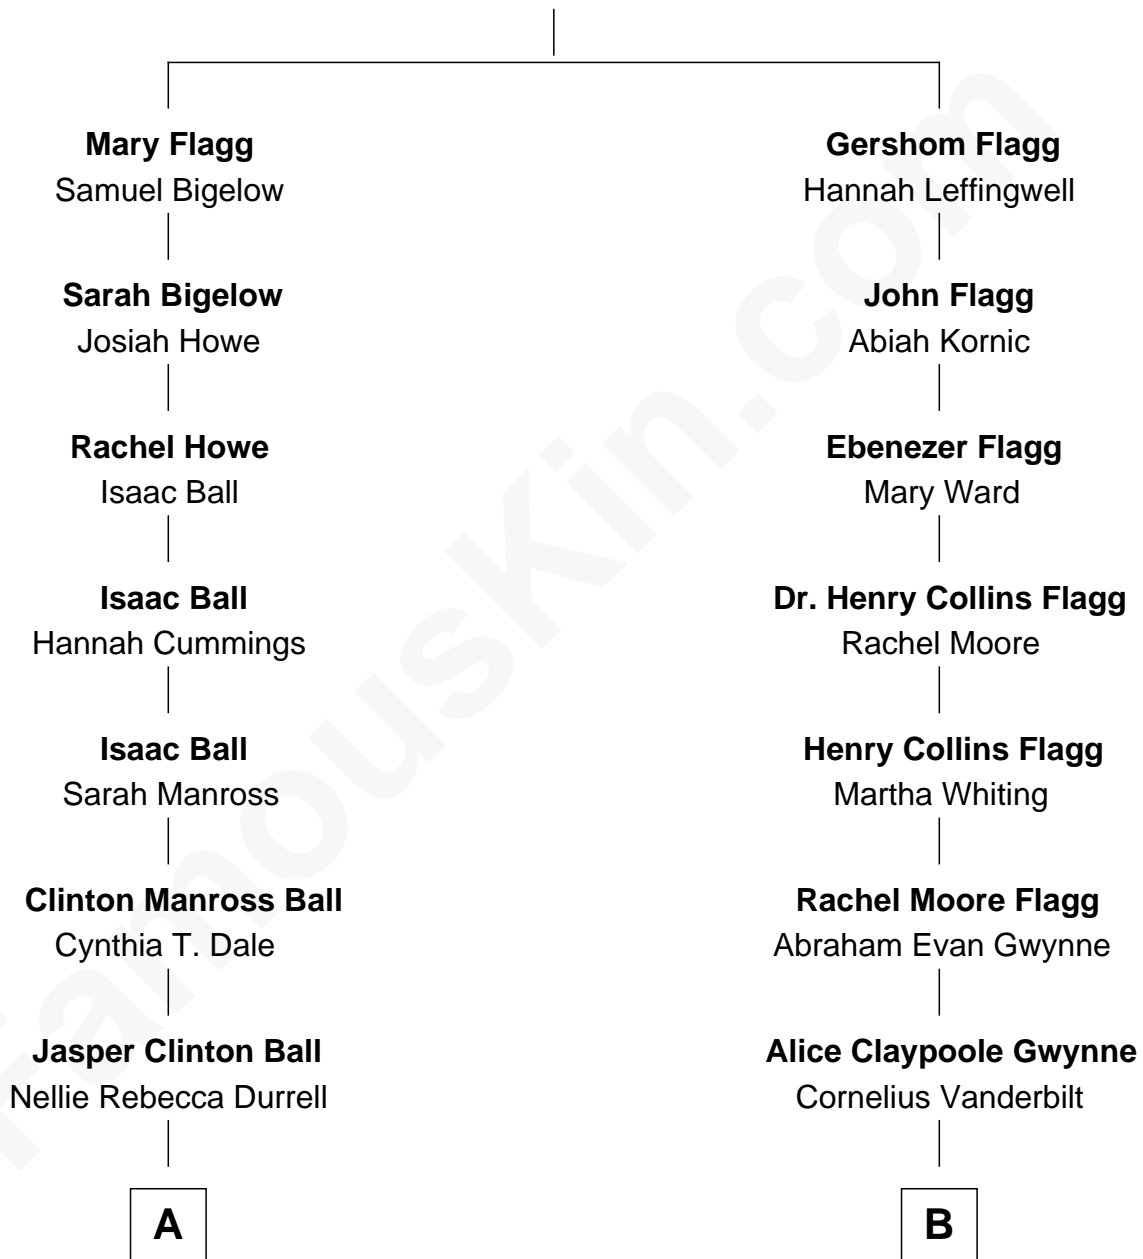 Mary Flagg
Samuel Bigelow
Sarah Bigelow
Josiah Howe
Rachel Howe
Isaac Ball
Isaac Ball
Hannah Cummings
Isaac Ball
Sarah Manross
Clinton Manross Ball
Cynthia T. Dale
Jasper Clinton Ball
Nellie Rebecca Durrell
A
Gershom Flagg
Hannah Leffingwell
John Flagg
Abiah Kornic
Ebenezer Flagg
Mary Ward
Dr. Henry Collins Flagg
Rachel Moore
Henry Collins Flagg
Martha Whiting
Rachel Moore Flagg
Abraham Evan Gwynne
Alice Claypoole Gwynne
Cornelius Vanderbilt
B
FamousKin.com